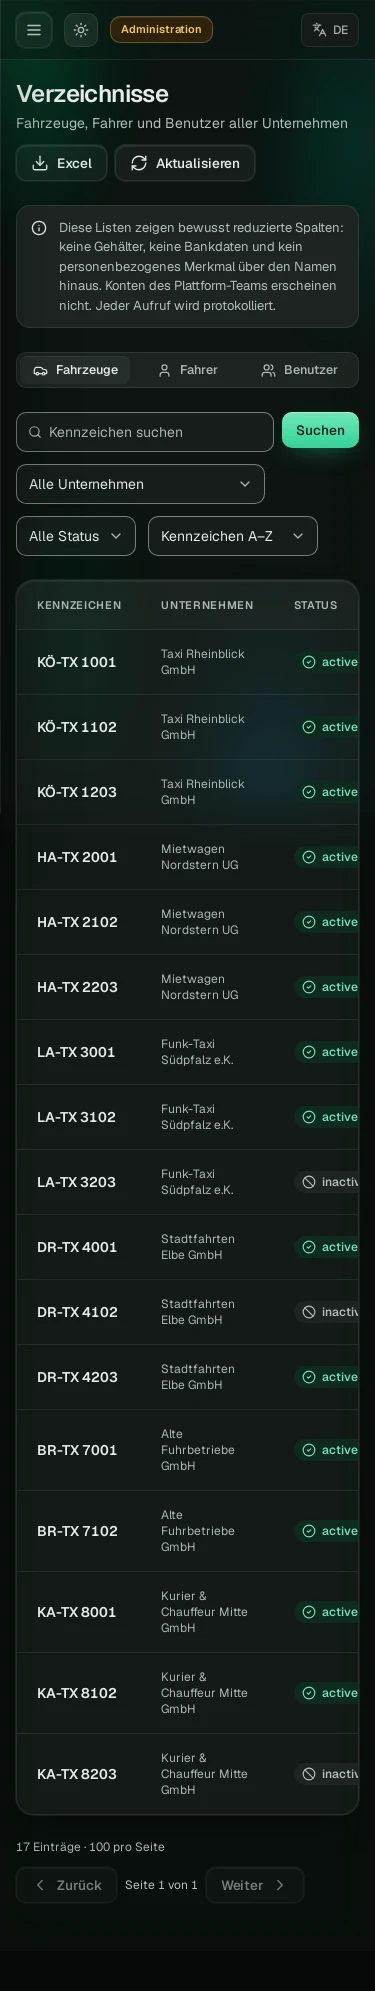 Administration
DE
Verzeichnisse
Fahrzeuge, Fahrer und Benutzer aller Unternehmen
Excel
Aktualisieren
Diese Listen zeigen bewusst reduzierte Spalten:
keine Gehälter, keine Bankdaten und kein
personenbezogenes Merkmal über den Namen
hinaus. Konten des Plattform-Teams erscheinen
nicht. Jeder Aufruf wird protokolliert.
Fahrzeuge
Fahrer
Benutzer
Kennzeichen suchen
Suchen
Alle Unternehmen
Alle Status
Kennzeichen A–Z
KENNZEICHEN
UNTERNEHMEN
STATUS
KÖ-TX 1001
Taxi Rheinblick
GmbH
active
KÖ-TX 1102
Taxi Rheinblick
GmbH
active
KÖ-TX 1203
Taxi Rheinblick
GmbH
active
HA-TX 2001
Mietwagen
Nordstern UG
active
HA-TX 2102
Mietwagen
Nordstern UG
active
HA-TX 2203
Mietwagen
Nordstern UG
active
LA-TX 3001
Funk-Taxi
Südpfalz e.K.
active
LA-TX 3102
Funk-Taxi
Südpfalz e.K.
active
LA-TX 3203
Funk-Taxi
Südpfalz e.K.
inactiv
DR-TX 4001
Stadtfahrten
Elbe GmbH
active
DR-TX 4102
Stadtfahrten
Elbe GmbH
inactiv
DR-TX 4203
Stadtfahrten
Elbe GmbH
active
BR-TX 7001
Alte
Fuhrbetriebe
GmbH
active
BR-TX 7102
Alte
Fuhrbetriebe
GmbH
active
KA-TX 8001
Kurier &
Chauffeur Mitte
GmbH
active
KA-TX 8102
Kurier &
Chauffeur Mitte
GmbH
active
KA-TX 8203
Kurier &
Chauffeur Mitte
GmbH
inactiv
17 Einträge · 100 pro Seite
Zurück
Seite 1 von 1
Weiter